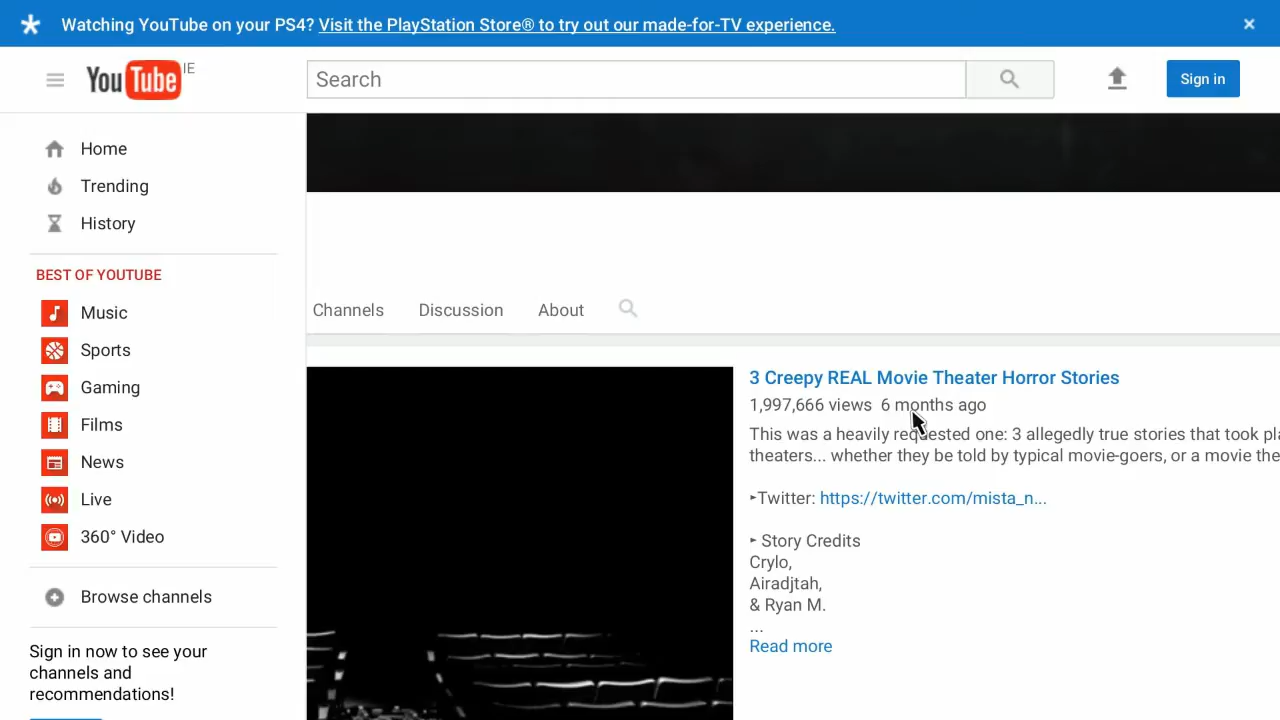 Watching YouTube on your PS4? Visit the PlayStation Store® to try out our made-for-TV experience.
YouTube IE
Search
Sign in
Home
Trending
History
BEST OF YOUTUBE
Music
Sports
Gaming
Films
News
Live
360° Video
Browse channels
Sign in now to see your
channels and
recommendations!
Channels
Discussion
About
3 Creepy REAL Movie Theater Horror Stories
1,997,666 views 6 months ago
This was a heavily requested one: 3 allegedly true stories that took pla
theaters... whether they be told by typical movie-goers, or a movie the
▸Twitter: https://twitter.com/mista_n...
▸ Story Credits
Crylo,
Airadjtah,
& Ryan M.
...
Read more